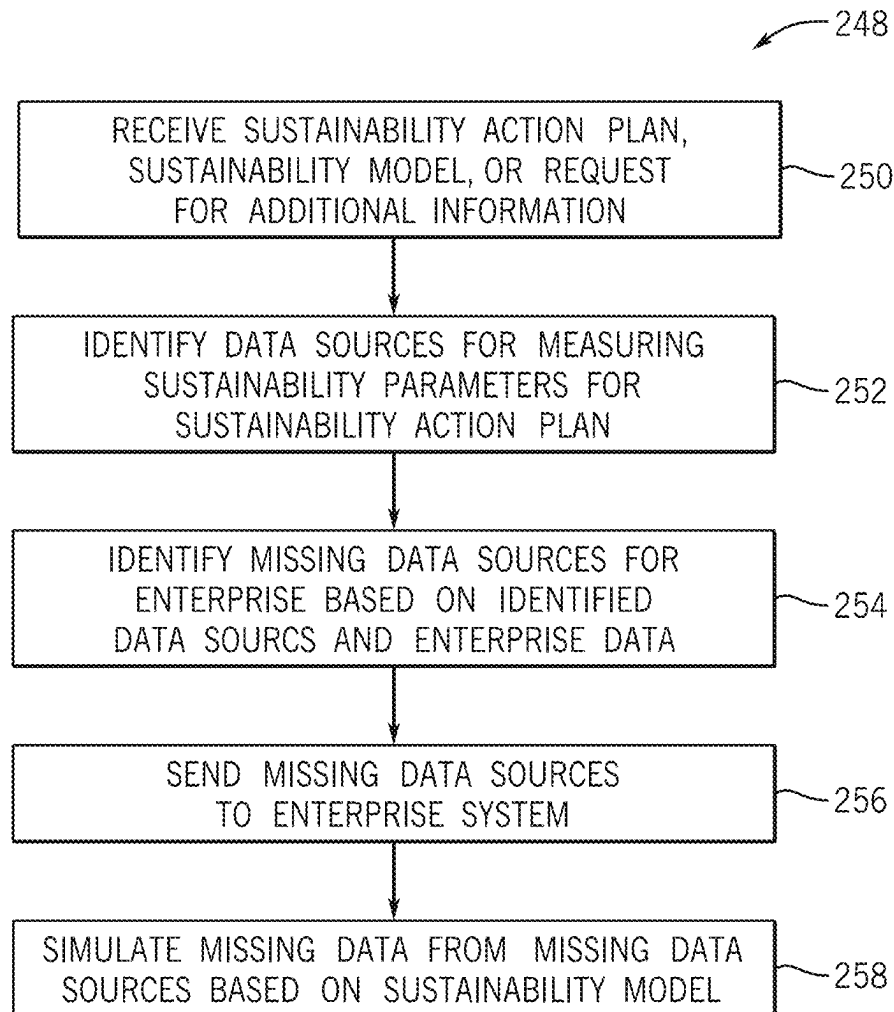 248
RECEIVE SUSTAINABILITY ACTION PLAN,
SUSTAINABILITY MODEL, OR REQUEST
FOR ADDITIONAL INFORMATION
250
IDENTIFY DATA SOURCES FOR MEASURING
SUSTAINABILITY PARAMETERS FOR
SUSTAINABILITY ACTION PLAN
252
IDENTIFY MISSING DATA SOURCES FOR
ENTERPRISE BASED ON IDENTIFIED
DATA SOURCS AND ENTERPRISE DATA
254
SEND MISSING DATA SOURCES
TO ENTERPRISE SYSTEM
256
SIMULATE MISSING DATA FROM MISSING DATA
SOURCES BASED ON SUSTAINABILITY MODEL
258